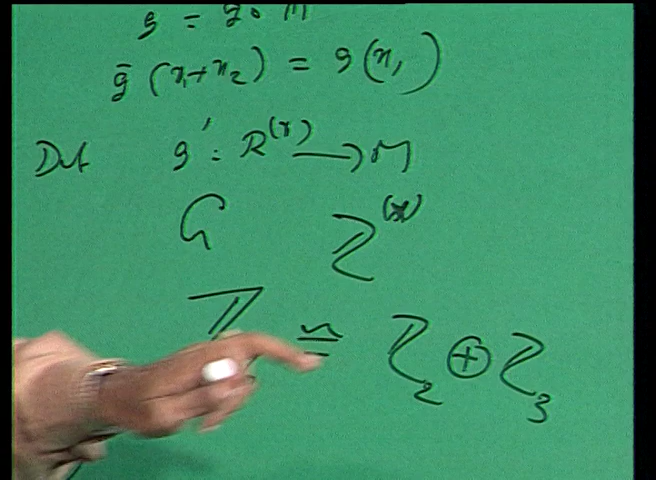 g = g∘ M
ḡ (x₁+x₂) = g(x₁)
Def g' : R^(X) ⟶ M
G ℤ^(X)
ℤ ≅ ℤ₂ ⊕ ℤ₃